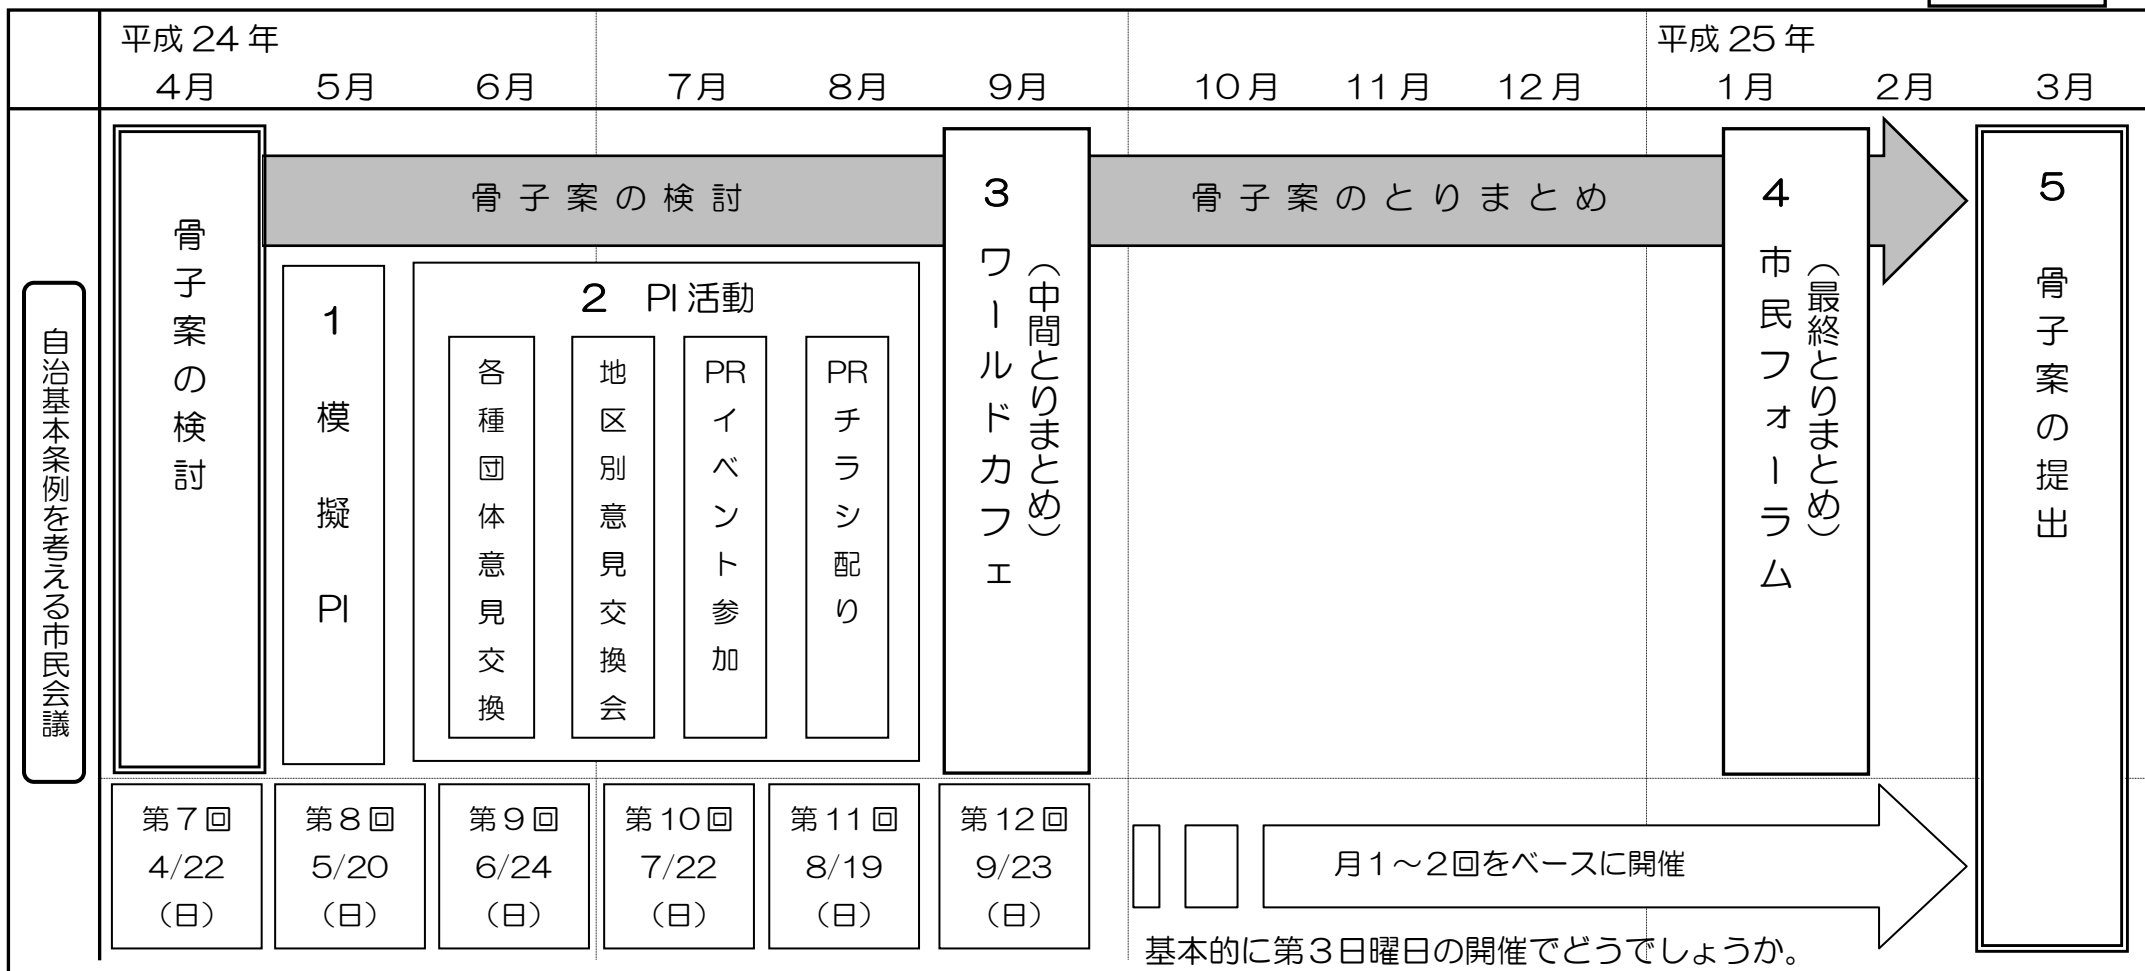 平成24年
平成25年
4月 5月 6月 7月 8月 9月 10月 11月 12月 1月 2月 3月
自治基本条例を考える市民会議
骨子案の検討
骨子案の検討
骨子案のとりまとめ
1 模擬PI
2 PI活動
各種団体意見交換
地区別意見交換会
PRイベント参加
PRチラシ配り
3 ワールドカフェ
（中間とりまとめ）
4 市民フォーラム
（最終とりまとめ）
5 骨子案の提出
第7回
4/22
（日）
第8回
5/20
（日）
第9回
6/24
（日）
第10回
7/22
（日）
第11回
8/19
（日）
第12回
9/23
（日）
月1～2回をベースに開催
基本的に第3日曜日の開催でどうでしょうか。